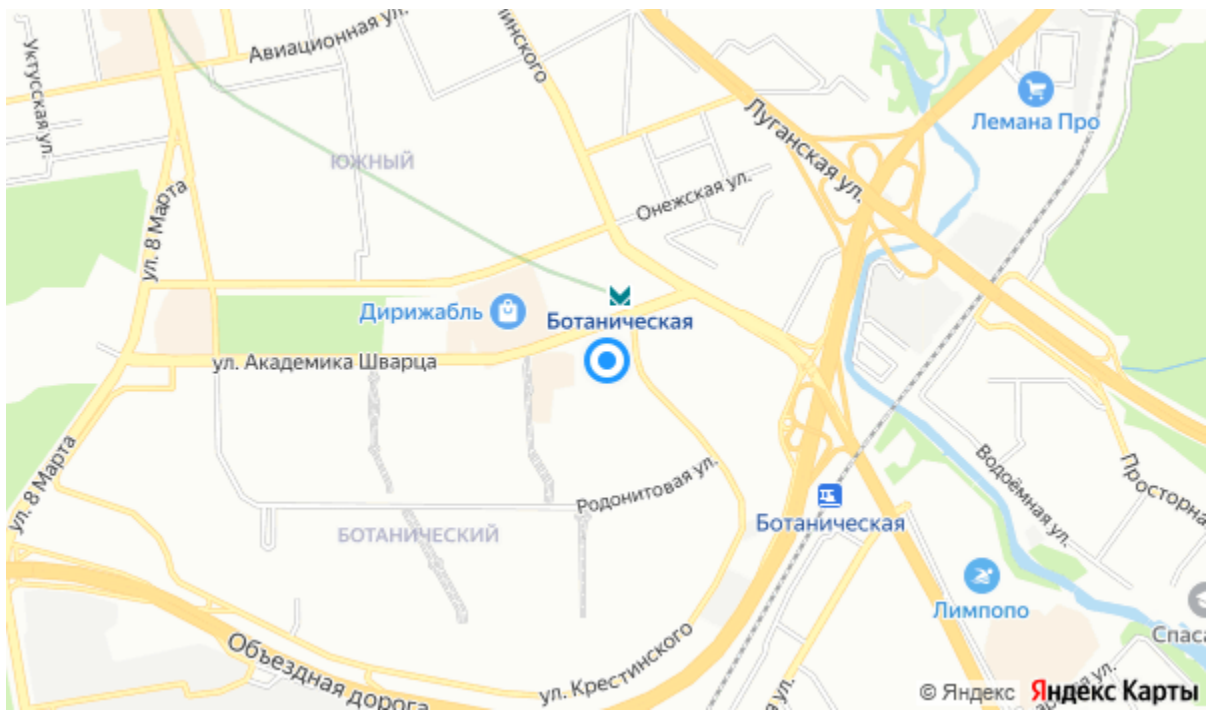 Авиационная ул.
Уктусская ул.
Лемана Про
Луганская ул.
ЮЖНЫЙ
Онежская ул.
ул. 8 Марта
Дирижабль
Ботаническая
ул. Академика Шварца
ул. 8 Марта
Родонитовая ул.
Водоёмная ул.
БОТАНИЧЕСКИЙ
Ботаническая
Лимпопо
Объездная дорога
ул. Крестинского
© Яндекс Яндекс Карты